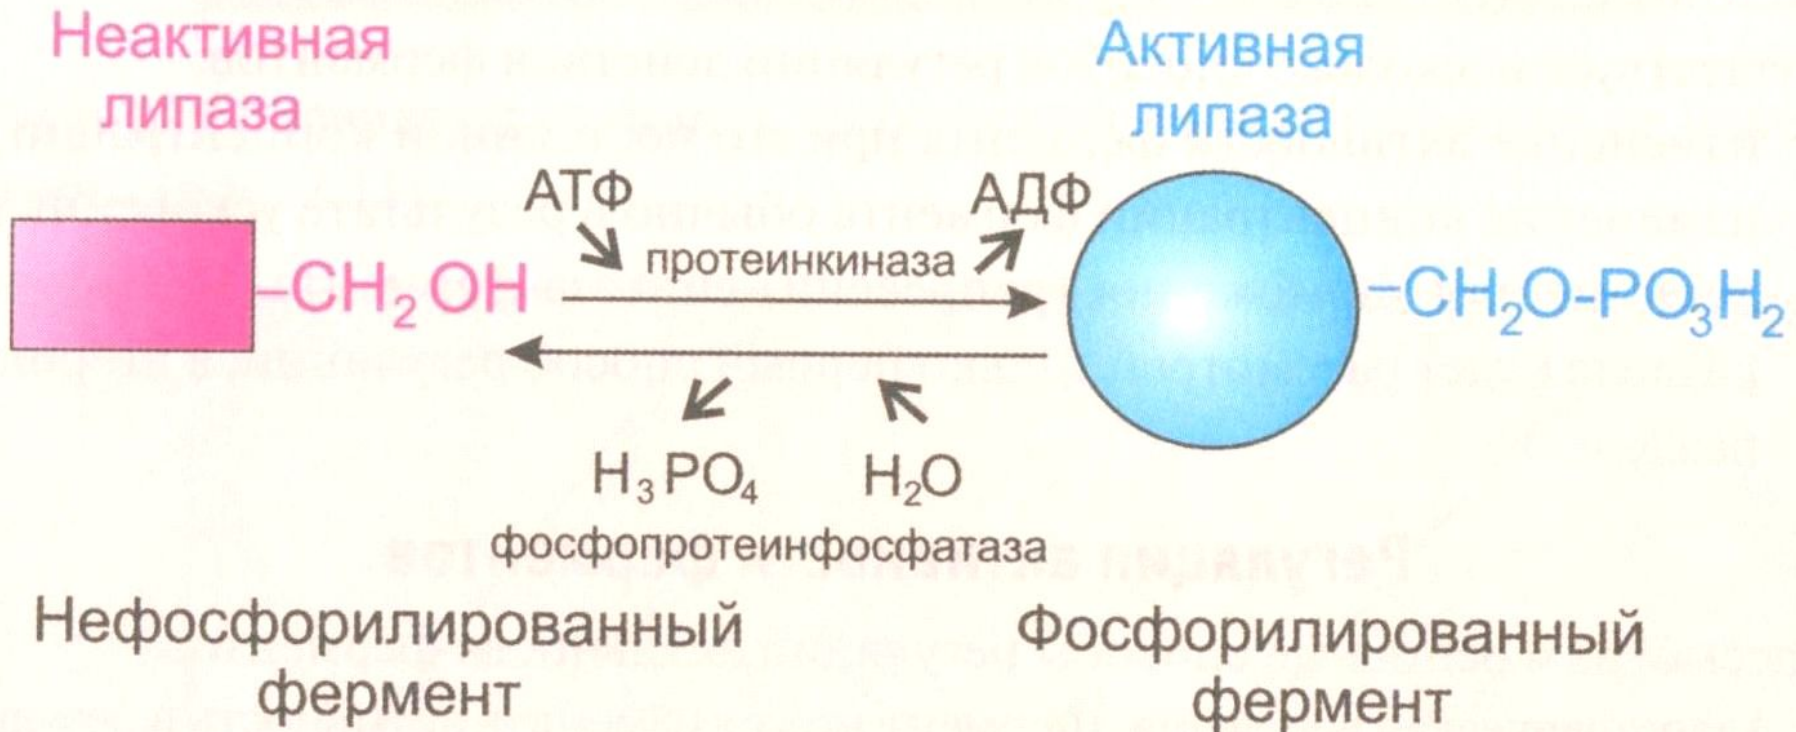 Неактивная
липаза
Активная
липаза
АТФ
АДФ
протеинкиназа
CH₂OH
–CH₂O-PO₃H₂
H₃PO₄
H₂O
фосфопротеинфосфатаза
Нефосфорилированный
фермент
Фосфорилированный
фермент